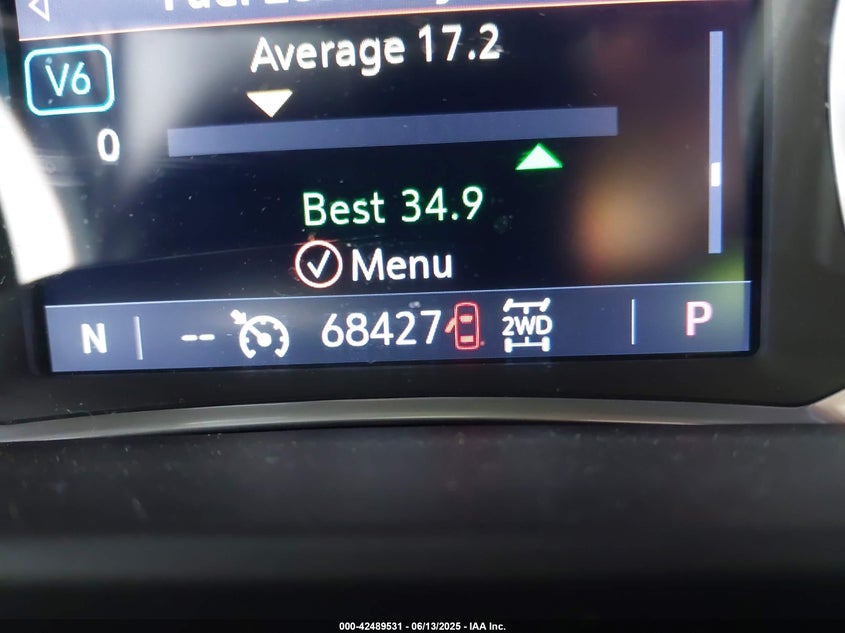 Average 17.2
V6
0
Best 34.9
Menu
N -- 68427 2WD P
000-42489531 - 06/13/2025 - IAA Inc.